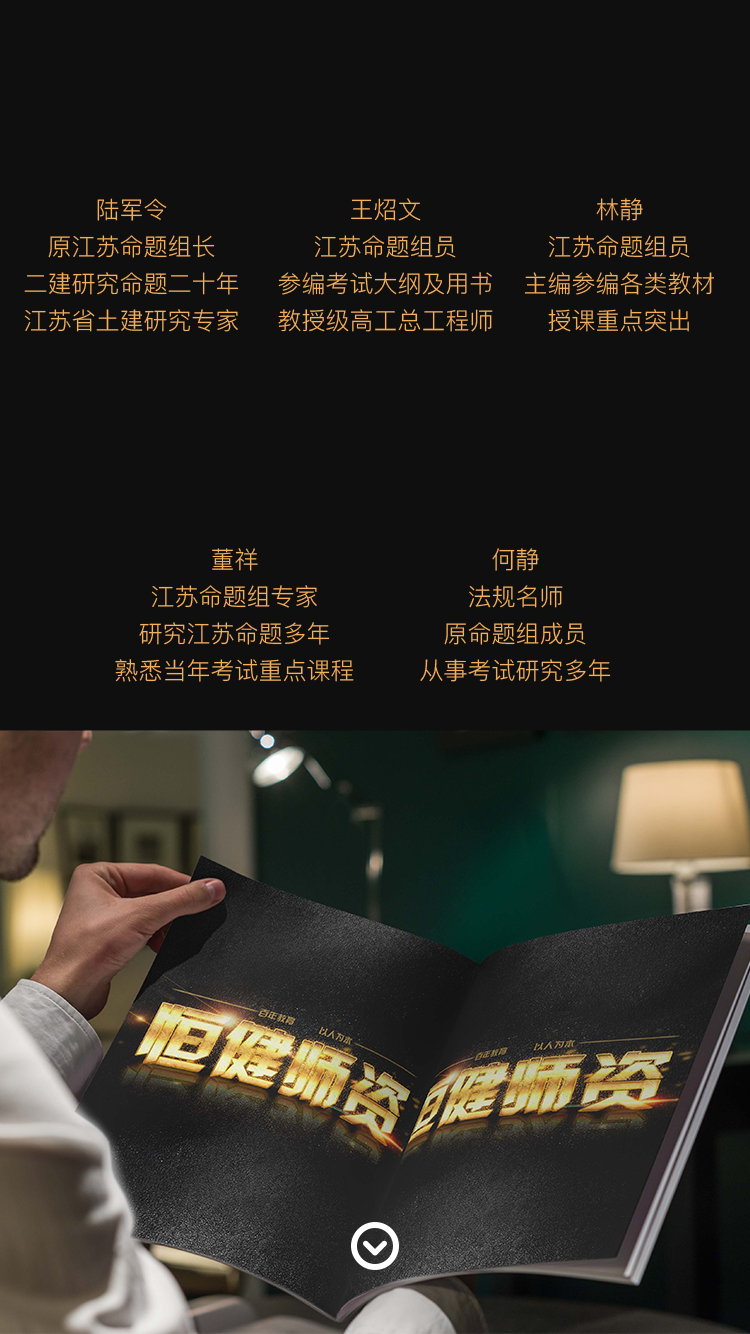 陆军令
原江苏命题组长
二建研究命题二十年
江苏省土建研究专家
王炤文
江苏命题组员
参编考试大纲及用书
教授级高工总工程师
林静
江苏命题组员
主编参编各类教材
授课重点突出
董祥
江苏命题组专家
研究江苏命题多年
熟悉当年考试重点课程
何静
法规名师
原命题组成员
从事考试研究多年
百年教育 以人为本
恒健师资
百年教育 以人为本
恒健师资